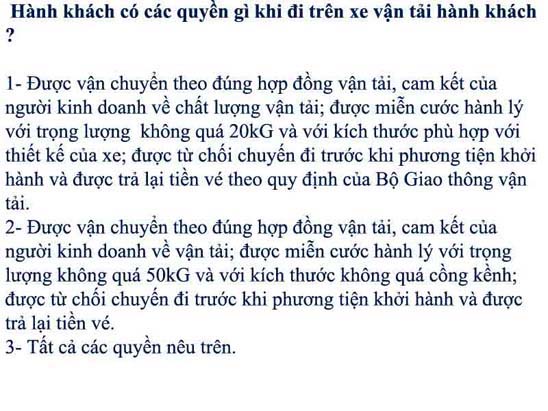 Hành khách có các quyền gì khi đi trên xe vận tải hành khách
?
1- Được vận chuyển theo đúng hợp đồng vận tải, cam kết của
người kinh doanh về chất lượng vận tải; được miễn cước hành lý
với trọng lượng không quá 20kG và với kích thước phù hợp với
thiết kế của xe; được từ chối chuyến đi trước khi phương tiện khởi
hành và được trả lại tiền vé theo quy định của Bộ Giao thông vận
tải.
2- Được vận chuyển theo đúng hợp đồng vận tải, cam kết của
người kinh doanh về vận tải; được miễn cước hành lý với trọng
lượng không quá 50kG và với kích thước không quá cồng kềnh;
được từ chối chuyến đi trước khi phương tiện khởi hành và được
trả lại tiền vé.
3- Tất cả các quyền nêu trên.